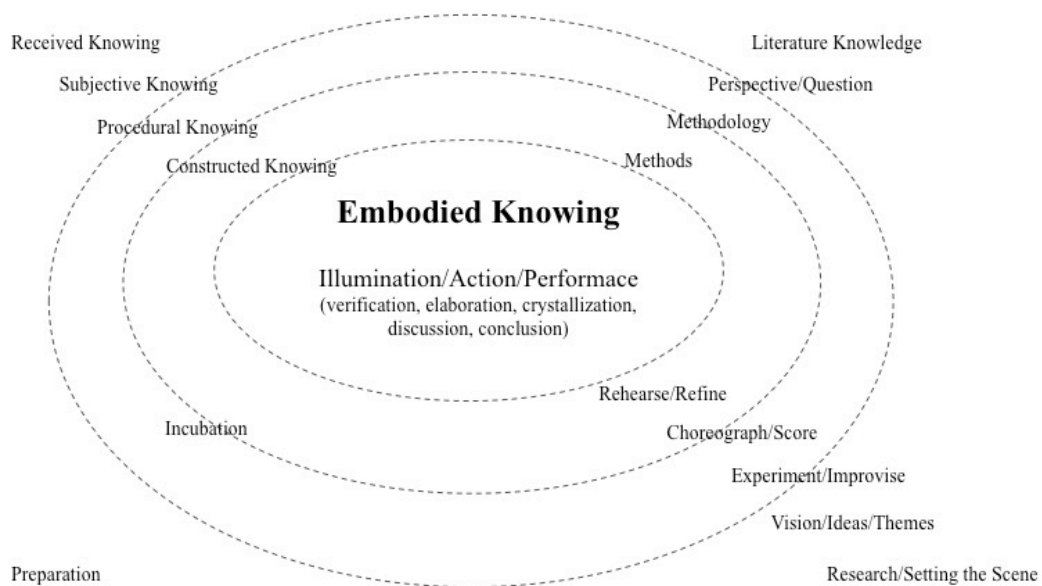 Received Knowing
Literature Knowledge
Subjective Knowing
Perspective/Question
Procedural Knowing
Methodology
Constructed Knowing
Methods
Embodied Knowing
Illumination/Action/Performace
(verification, elaboration, crystallization,
discussion, conclusion)
Rehearse/Refine
Incubation
Choreograph/Score
Experiment/Improvise
Vision/Ideas/Themes
Preparation
Research/Setting the Scene